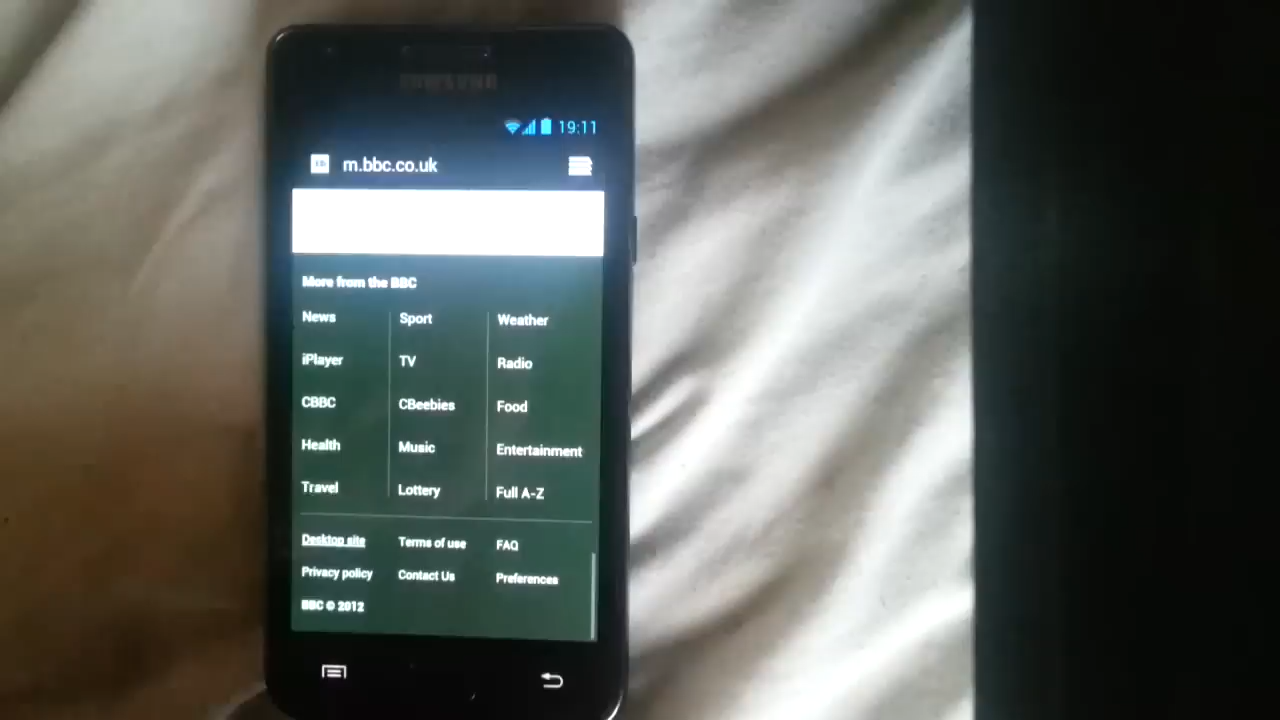 SAMSUNG
19:11
m.bbc.co.uk
More from the BBC
News Sport Weather
iPlayer TV Radio
CBBC CBeebies Food
Health Music Entertainment
Travel Lottery Full A-Z
Desktop site Terms of use FAQ
Privacy policy Contact Us Preferences
BBC © 2012